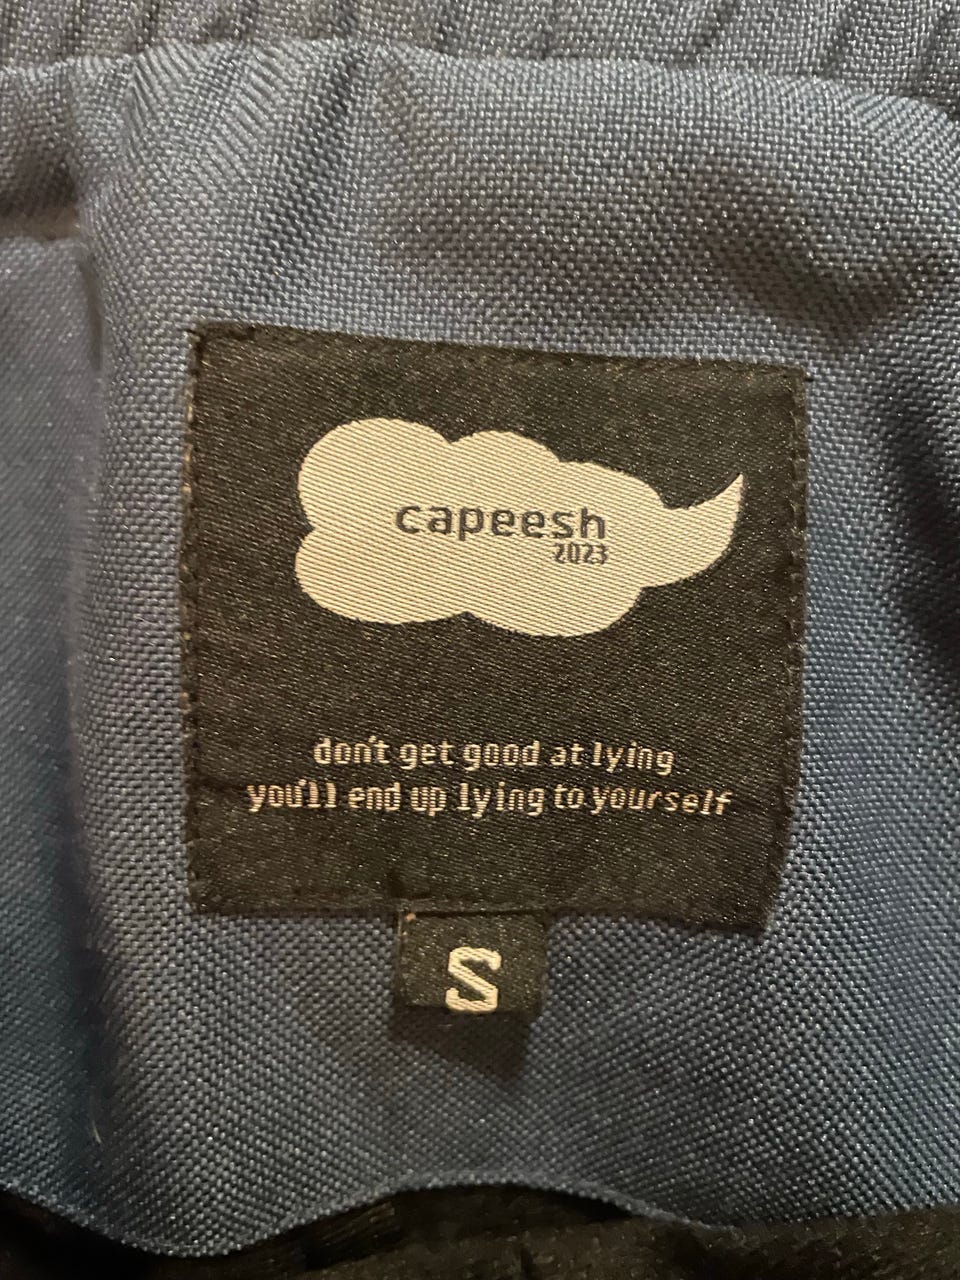 capeesh
2023
don't get good at lying
you'll end up lying to yourself
S